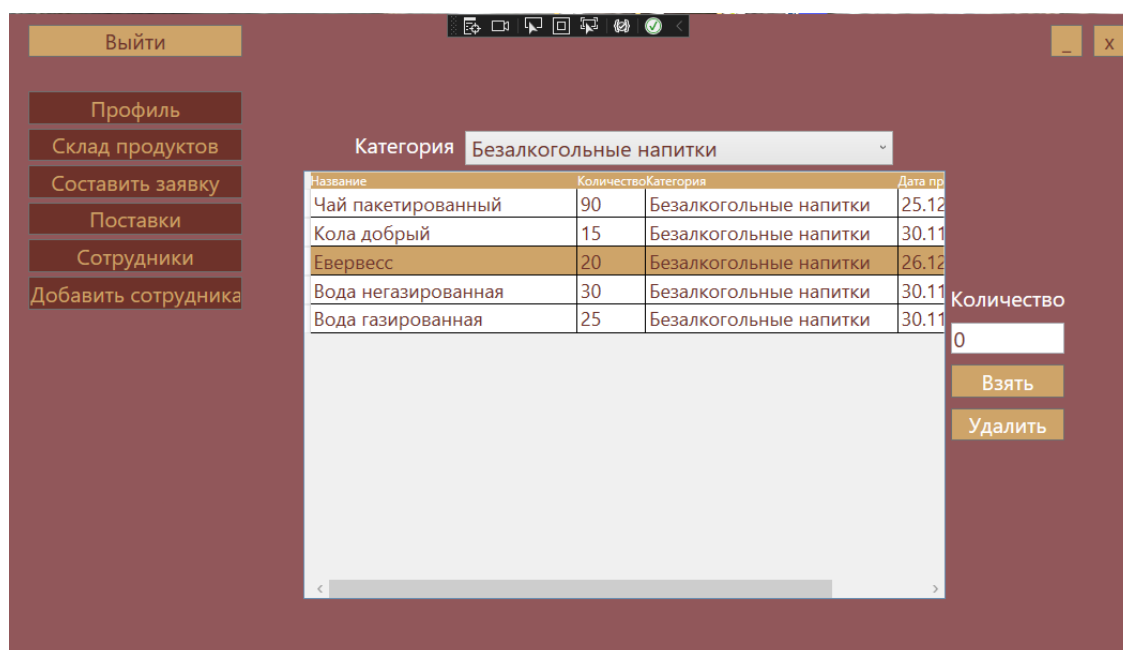 Выйти
_
x
Профиль
Склад продуктов
Составить заявку
Поставки
Сотрудники
Добавить сотрудника
Категория Безалкогольные напитки
Название Количество Категория Дата пр
Чай пакетированный 90 Безалкогольные напитки 25.12
Кола добрый 15 Безалкогольные напитки 30.11
Евервесс 20 Безалкогольные напитки 26.12
Вода негазированная 30 Безалкогольные напитки 30.11
Вода газированная 25 Безалкогольные напитки 30.11
Количество
0
Взять
Удалить